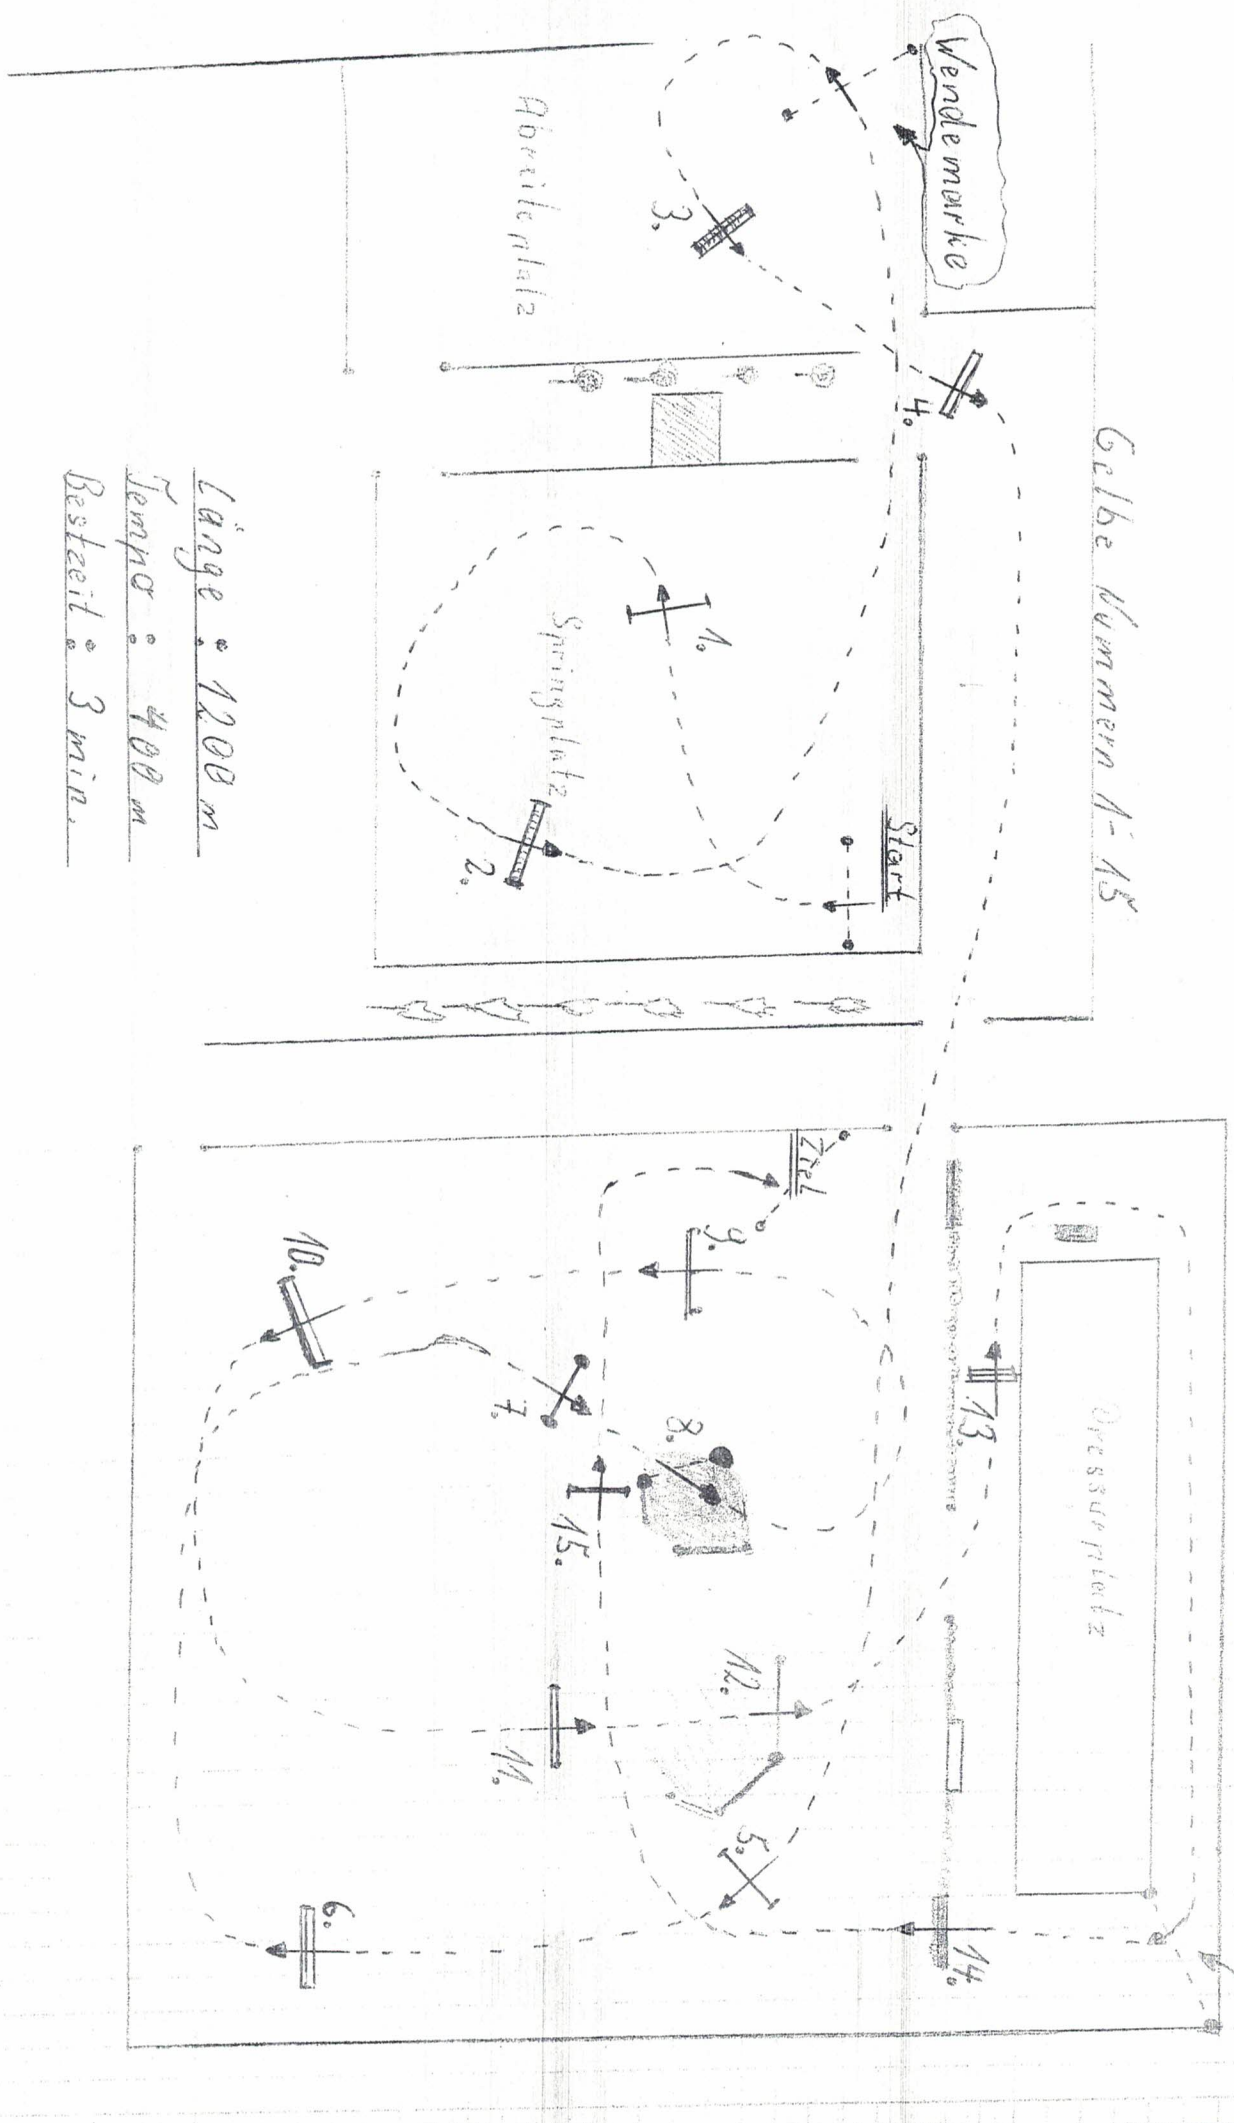 Gelbe Nummern 1-15
Wendemarke
3.
4.
Start
1.
Springplatz
2.
Länge : 1200 m
Tempo : 400 m
Bestzeit : 3 min.
Ziel
9.
10.
7.
8.
15.
13.
Dressurplatz
12.
11.
5.
6.
14.